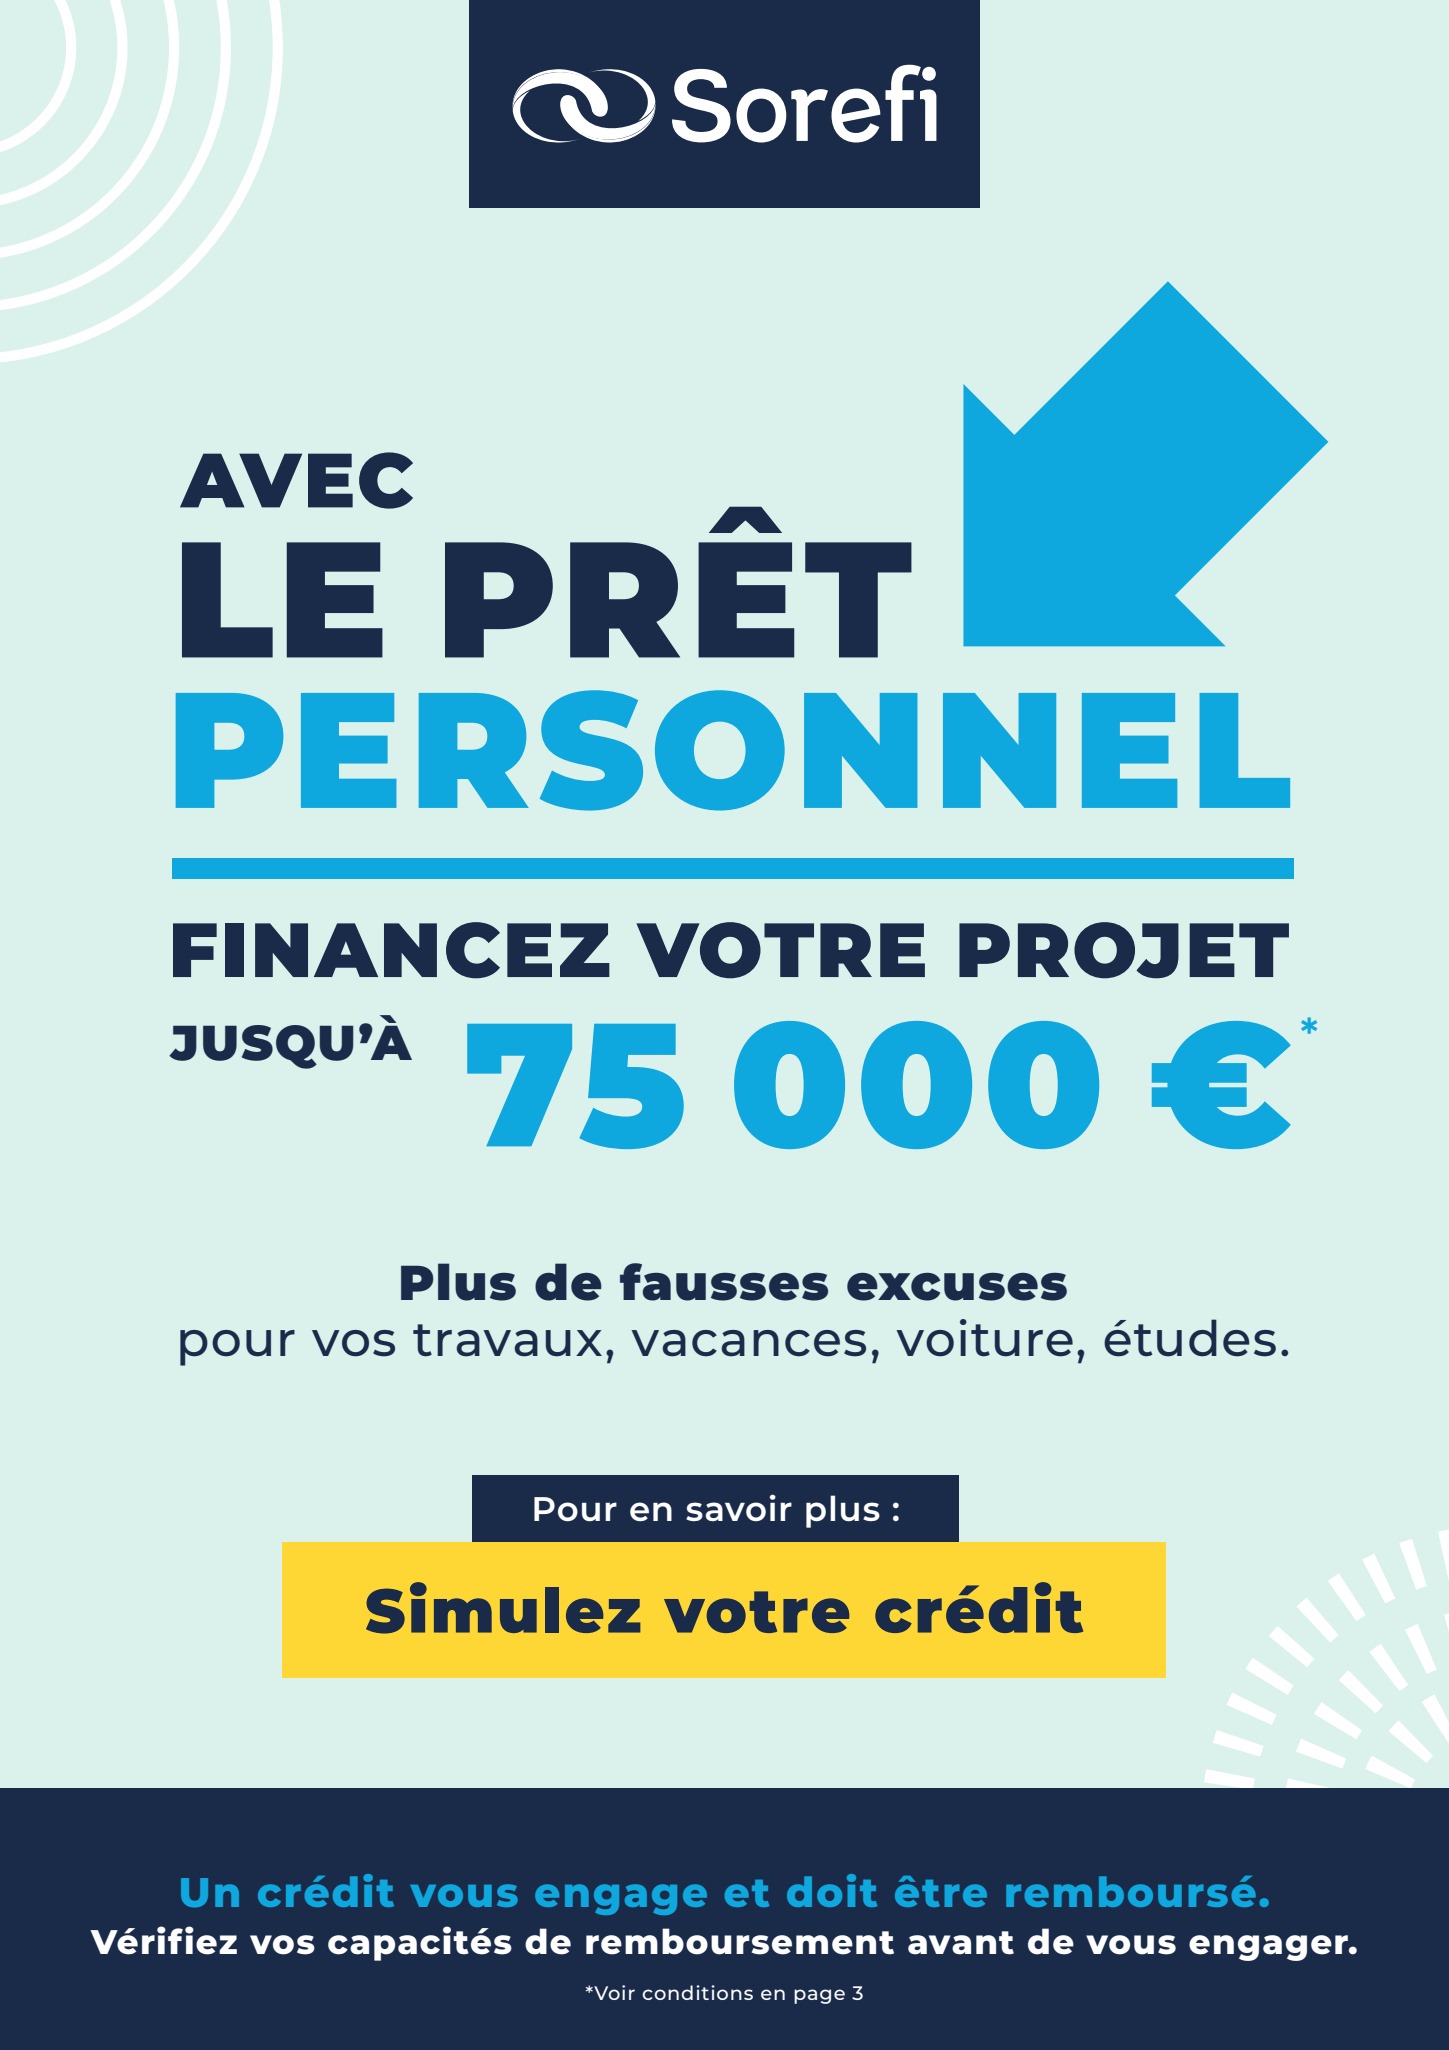 Sorefi
AVEC
LE PRÊT
PERSONNEL
FINANCEZ VOTRE PROJET
JUSQU’À 75 000 €*
Plus de fausses excuses
pour vos travaux, vacances, voiture, études.
Pour en savoir plus :
Simulez votre crédit
Un crédit vous engage et doit être remboursé.
Vérifiez vos capacités de remboursement avant de vous engager.
*Voir conditions en page 3